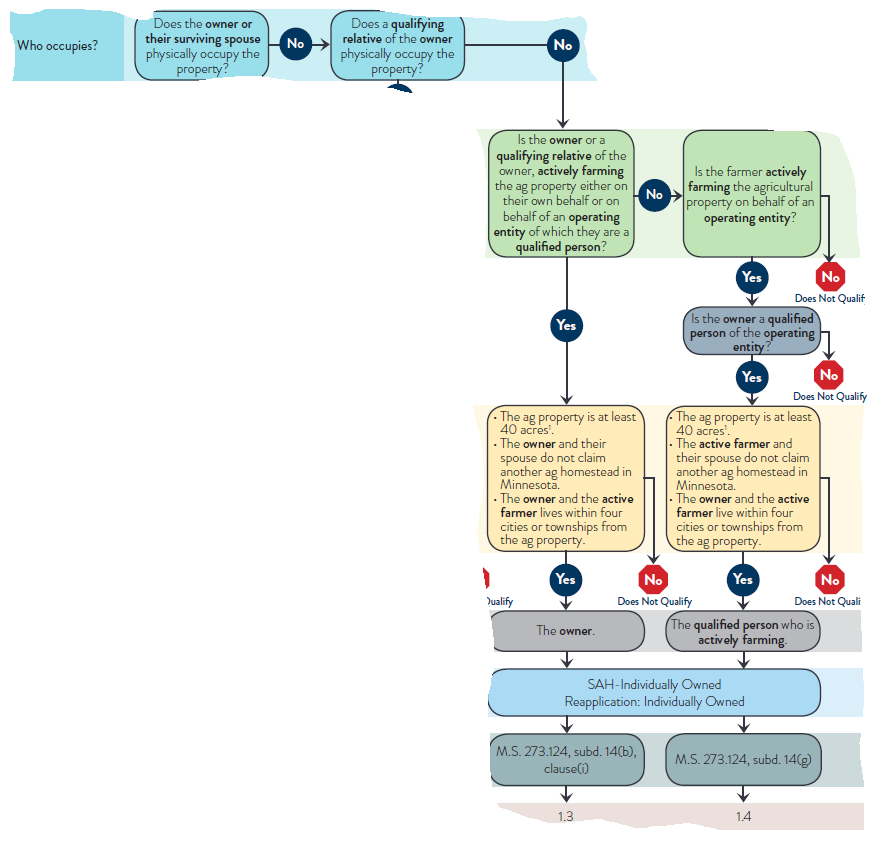 Who occupies?
Does the owner or
their surviving spouse
physically occupy the
property?
No
Does a qualifying
relative of the owner
physically occupy the
property?
No
Is the owner or a
qualifying relative of the
owner, actively farming
the ag property either on
their own behalf or on
behalf of an operating
entity of which they are a
qualified person?
No
Is the farmer actively
farming the agricultural
property on behalf of an
operating entity?
Yes
No
Does Not Qualify
Is the owner a qualified
person of the operating
entity?
Yes
Yes
No
Does Not Qualify
• The ag property is at least
40 acres¹.
• The owner and their
spouse do not claim
another ag homestead in
Minnesota.
• The owner and the active
farmer lives within four
cities or townships from
the ag property.
• The ag property is at least
40 acres¹.
• The active farmer and
their spouse do not claim
another ag homestead in
Minnesota.
• The owner and the active
farmer live within four
cities or townships from
the ag property.
Qualify
Yes
No
Does Not Qualify
Yes
No
Does Not Quali
The owner.
The qualified person who is
actively farming.
SAH-Individually Owned
Reapplication: Individually Owned
M.S. 273.124, subd. 14(b),
clause(i)
M.S. 273.124, subd. 14(g)
1.3
1.4